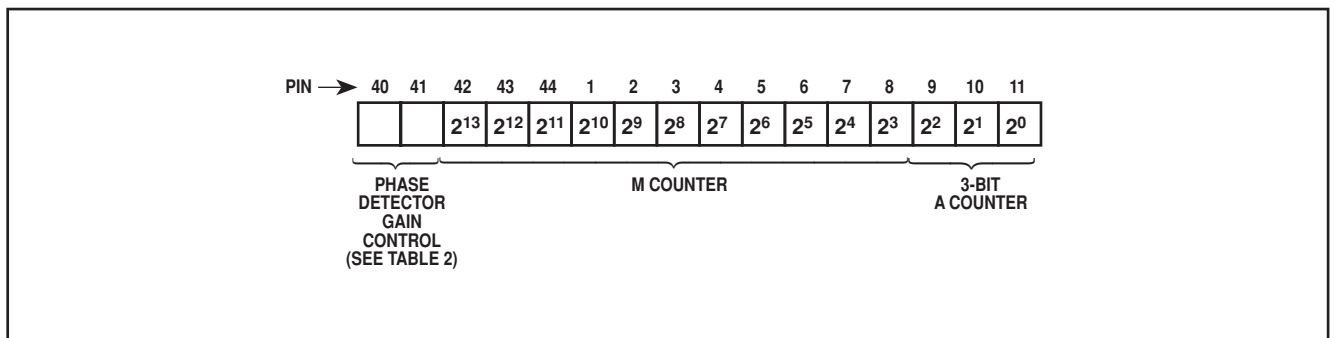 PIN → 40 41 42 43 44 1 2 3 4 5 6 7 8 9 10 11
2¹³ 2¹² 2¹¹ 2¹⁰ 2⁹ 2⁸ 2⁷ 2⁶ 2⁵ 2⁴ 2³ 2² 2¹ 2⁰
PHASE
DETECTOR
GAIN
CONTROL
(SEE TABLE 2)
M COUNTER
3-BIT
A COUNTER